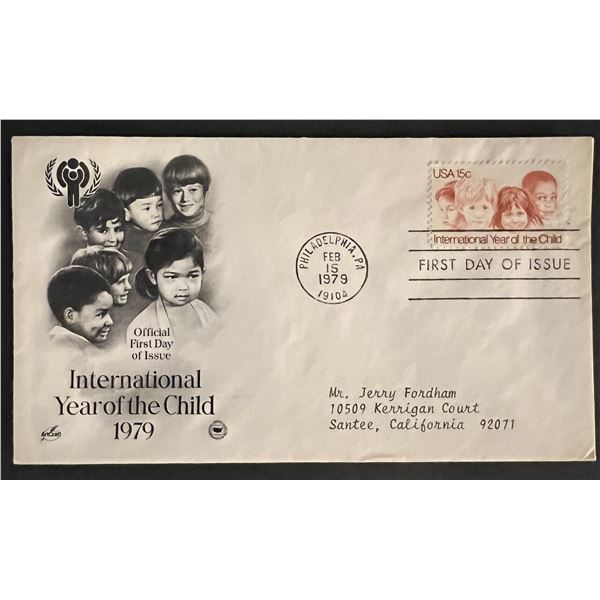 USA 15c
International Year of the Child
PHILADELPHIA, PA
FEB
15
1979
19104
FIRST DAY OF ISSUE
Official
First Day
of Issue
International
Year of the Child
1979
ArtCraft
Mr. Jerry Fordham
10509 Kerrigan Court
Santee, California 92071